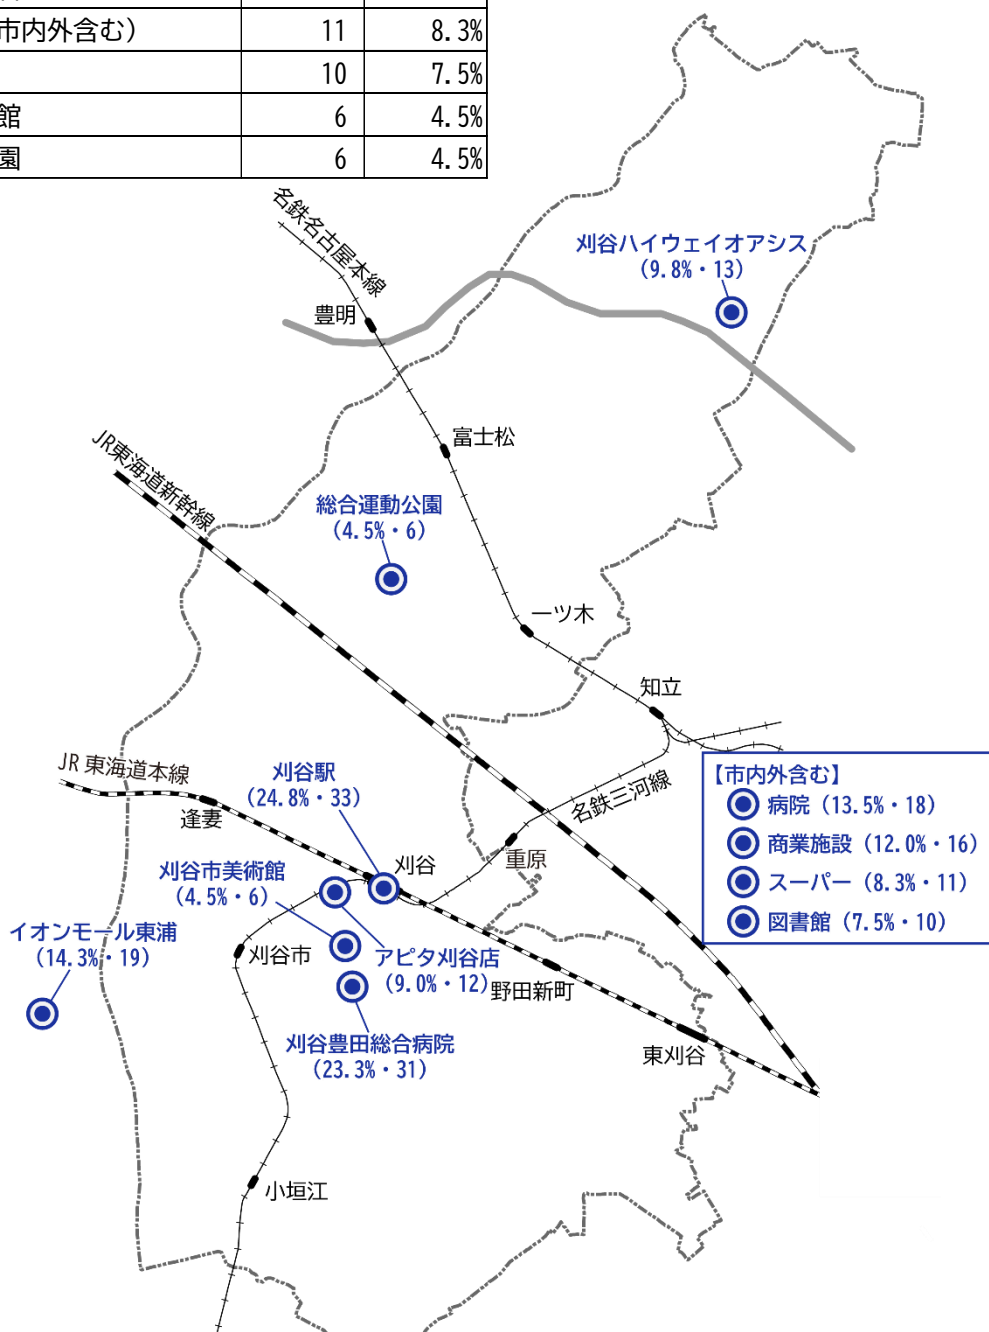 市内外含む） 11 8.3%
10 7.5%
館 6 4.5%
園 6 4.5%
名鉄名古屋本線
刈谷ハイウェイオアシス
（9.8%・13）
豊明
富士松
JR東海道新幹線
総合運動公園
（4.5%・6）
一ツ木
知立
JR 東海道本線
刈谷駅
（24.8%・33）
名鉄三河線
【市内外含む】
病院（13.5%・18）
商業施設（12.0%・16）
スーパー（8.3%・11）
図書館（7.5%・10）
逢妻
刈谷
重原
刈谷市美術館
（4.5%・6）
イオンモール東浦
（14.3%・19）
刈谷市
アピタ刈谷店
（9.0%・12）
野田新町
刈谷豊田総合病院
（23.3%・31）
東刈谷
小垣江